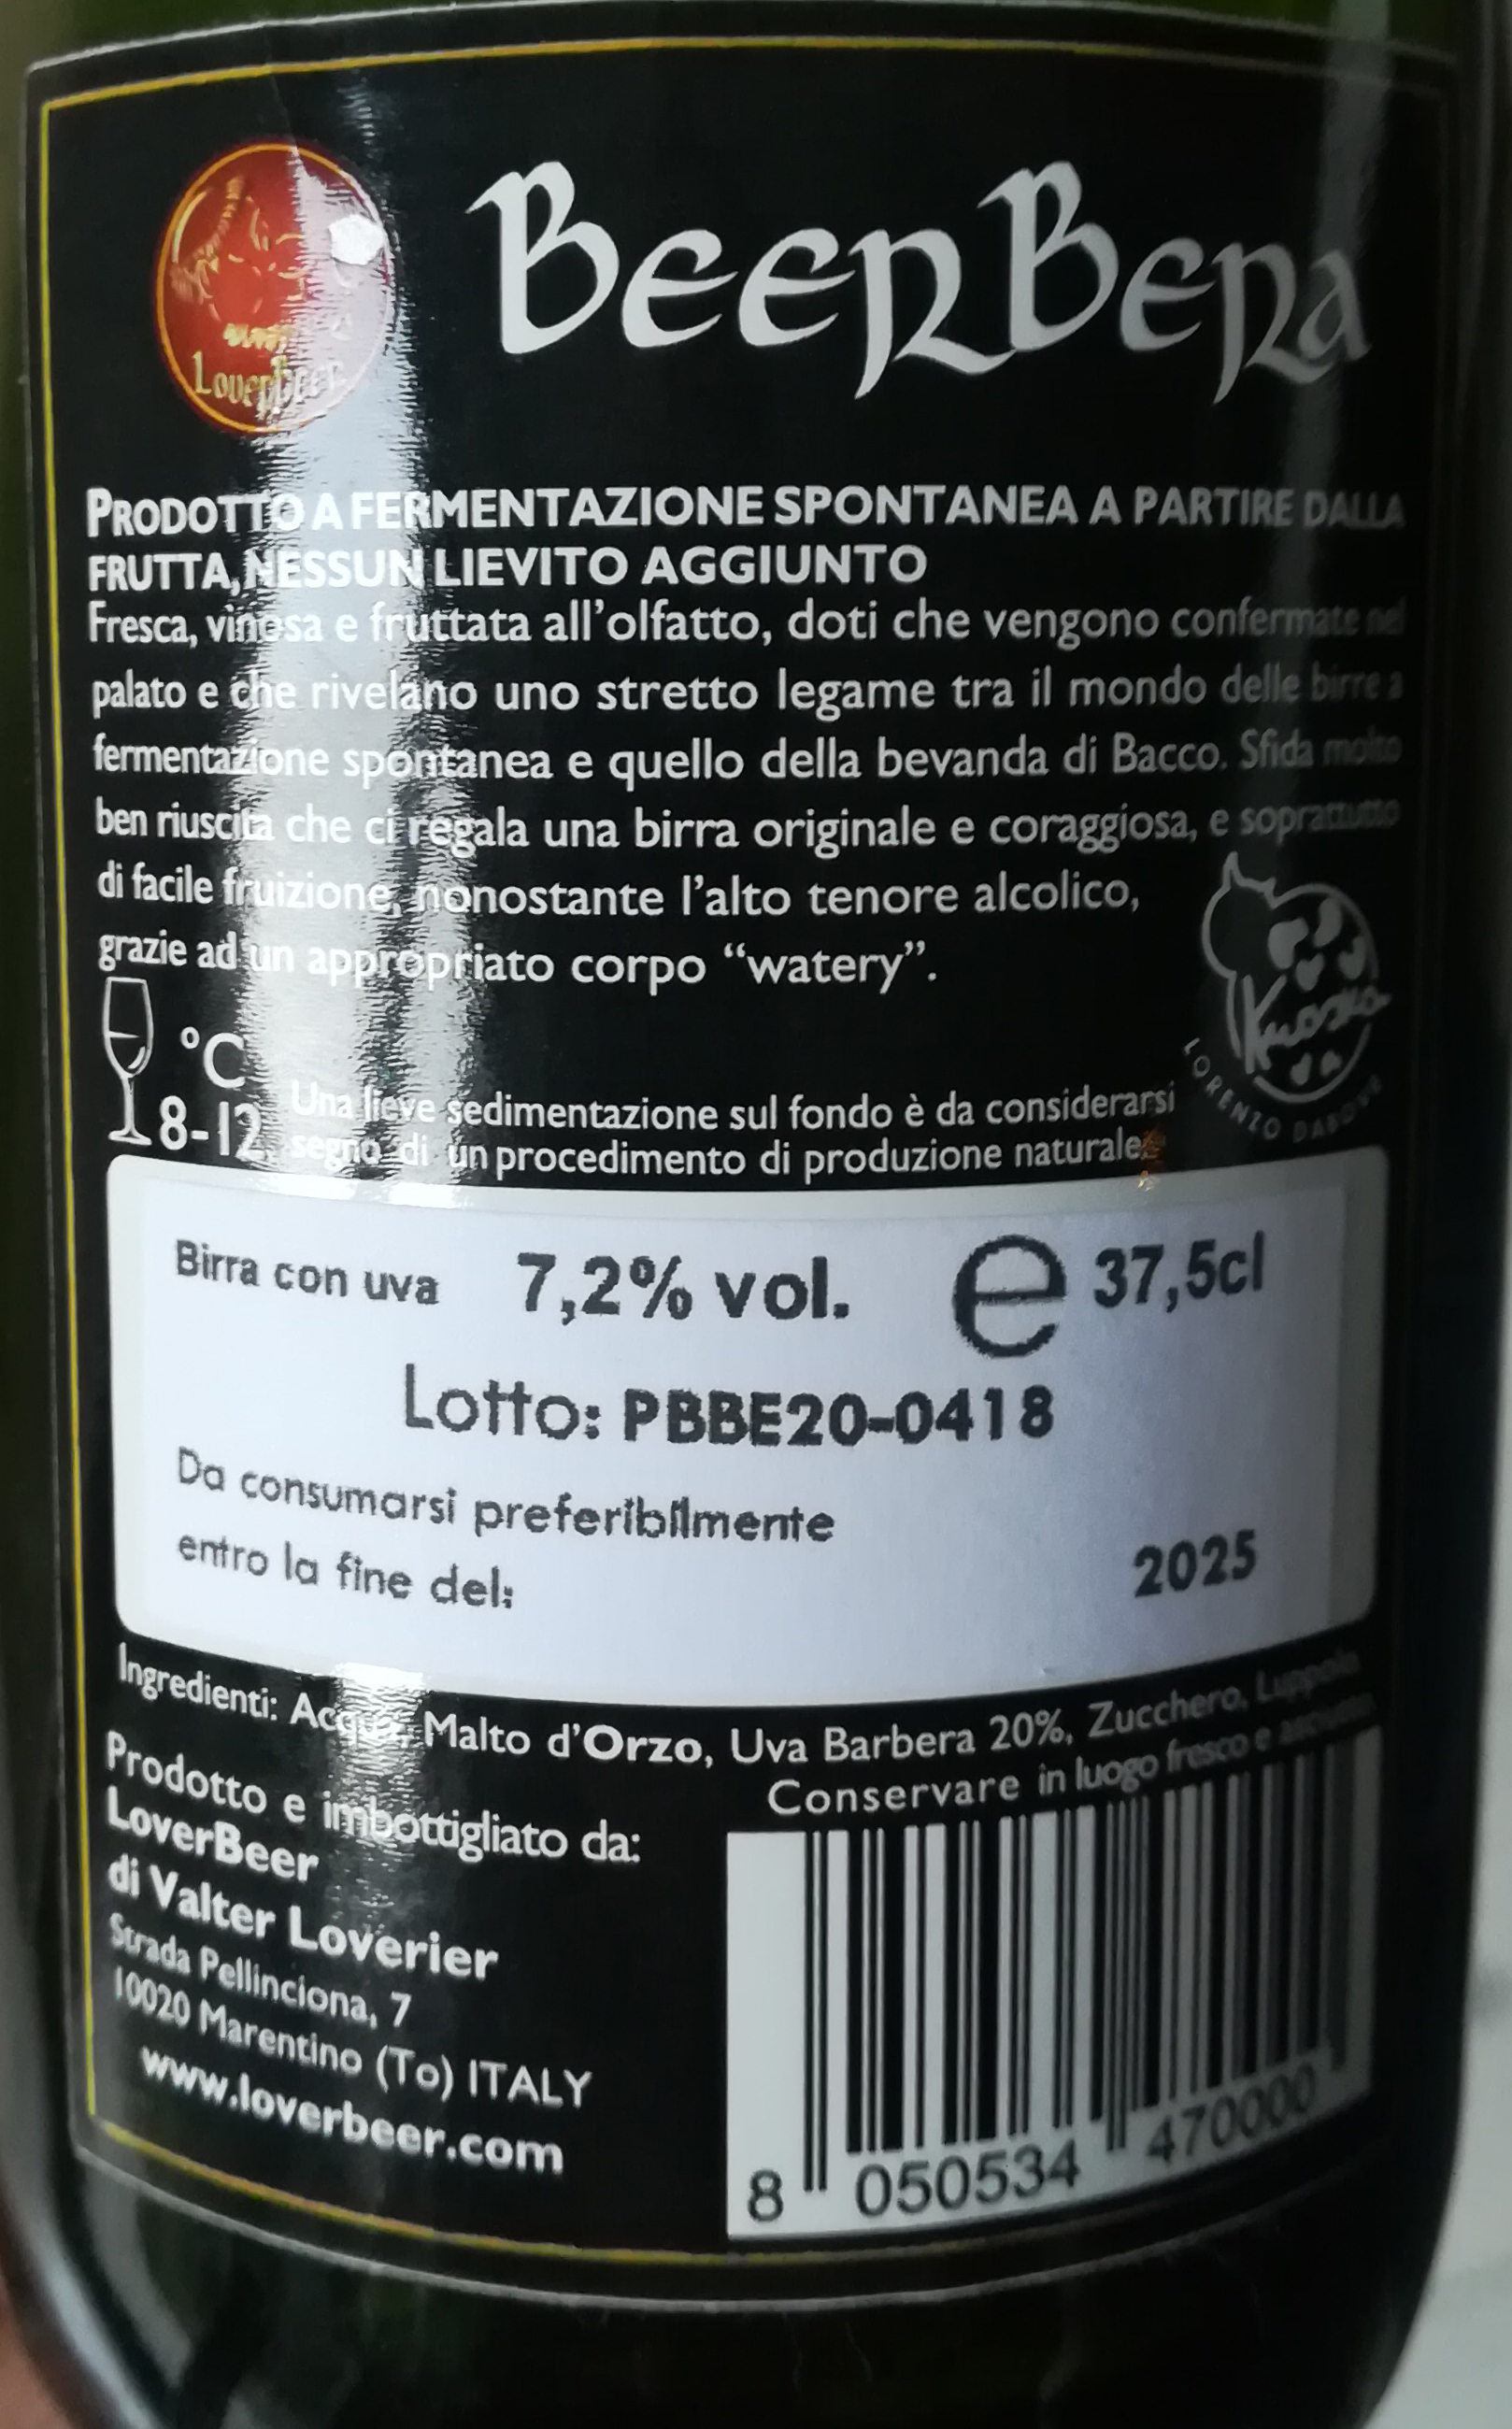 LoverBeer
BeerBera
PRODOTTO A FERMENTAZIONE SPONTANEA A PARTIRE DALLA
FRUTTA, NESSUN LIEVITO AGGIUNTO
Fresca, vinosa e fruttata all'olfatto, doti che vengono confermate nel
palato e che rivelano uno stretto legame tra il mondo delle birre a
fermentazione spontanea e quello della bevanda di Bacco. Sfida molto
ben riuscita che ci regala una birra originale e coraggiosa, e soprattutto
di facile fruizione, nonostante l'alto tenore alcolico,
grazie ad un appropriato corpo "watery".
Kuaska
LORENZO DABOVE
°C
8-12
Una lieve sedimentazione sul fondo è da considerarsi
segno di un procedimento di produzione naturale.
Birra con uva 7,2% vol. e 37,5cl
Lotto: PBBE20-0418
Da consumarsi preferibilmente
entro la fine del: 2025
Ingredienti: Acqua, Malto d'Orzo, Uva Barbera 20%, Zucchero, Luppolo.
Conservare in luogo fresco e asciutto
Prodotto e imbottigliato da:
LoverBeer
di Valter Loverier
Strada Pellinciona, 7
10020 Marentino (To) ITALY
www.loverbeer.com
8 050534 470000